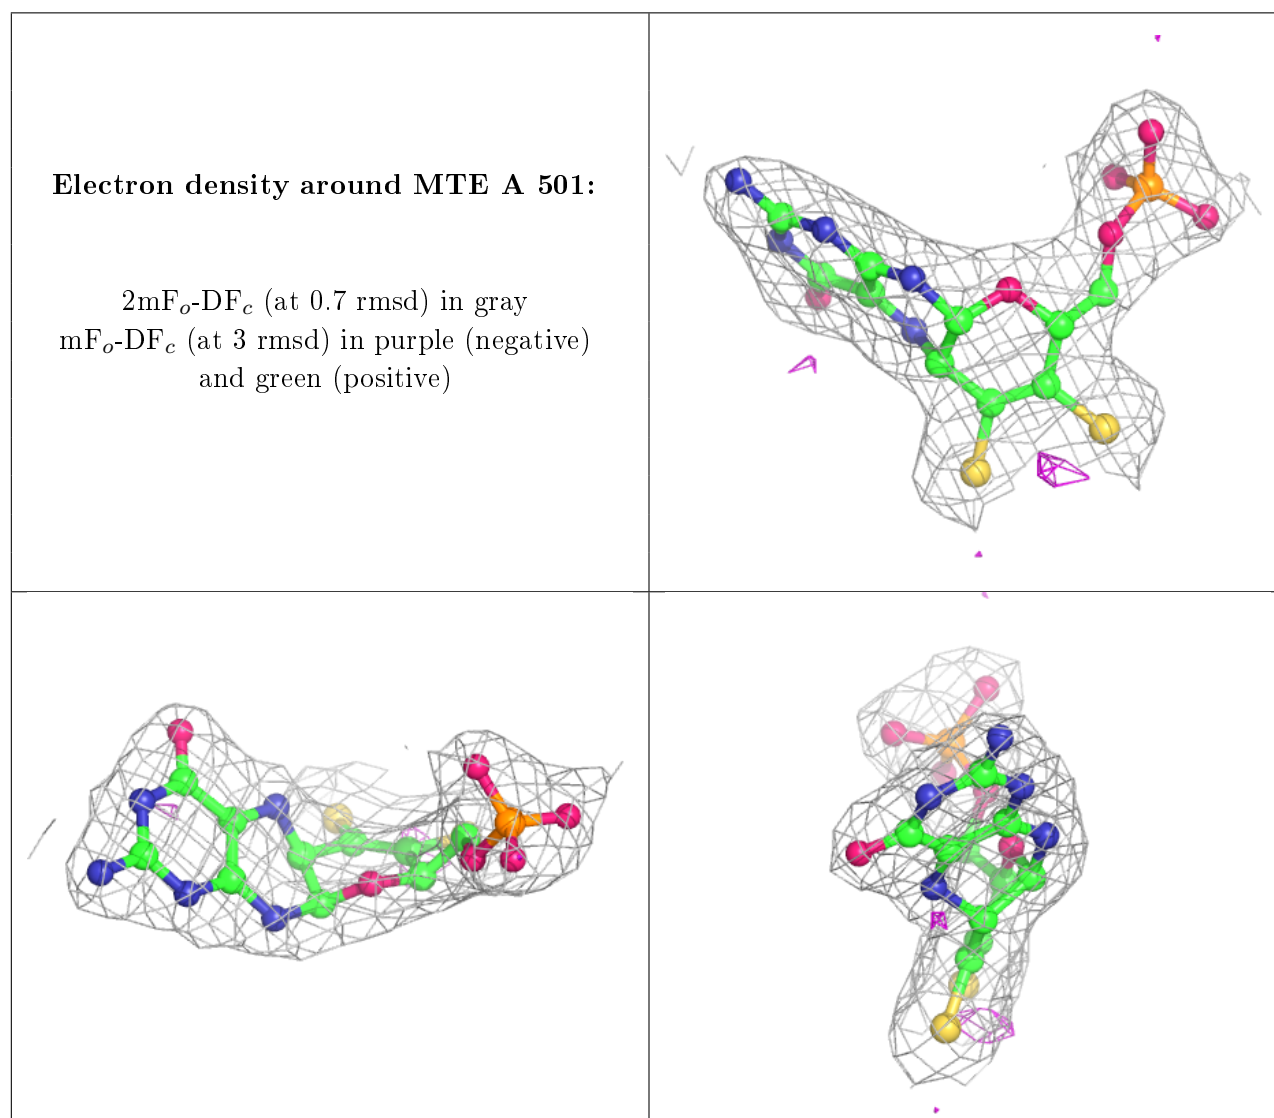 Electron density around MTE A 501:
2mFₒ-DF𝑐 (at 0.7 rmsd) in gray
mFₒ-DF𝑐 (at 3 rmsd) in purple (negative)
and green (positive)